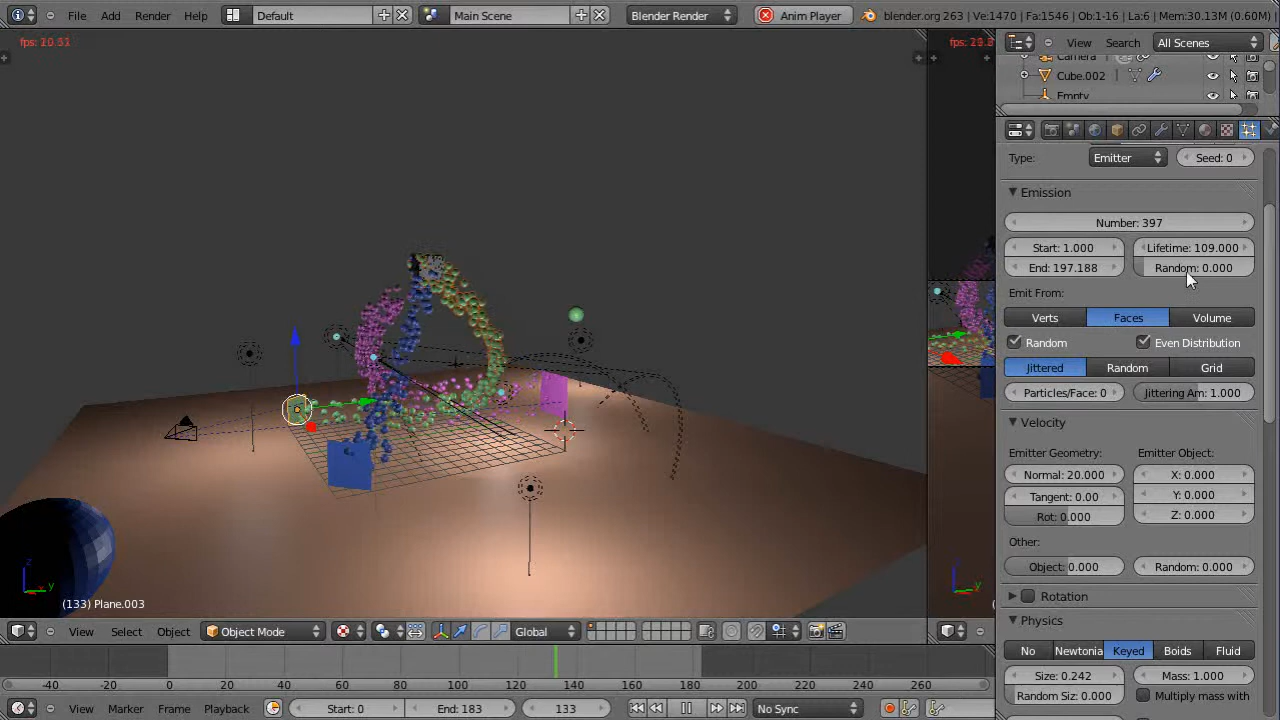 File Add Render Help Default Main Scene Blender Render Anim Player blender.org 263 | Ve:1470 | Fa:1546 | Ob:1-16 | La:6 | Mem:30.13M (0.60M)
View Search All Scenes
Camera
Cube.002
Empty
Type: Emitter Seed: 0
Emission
Number: 397
Start: 1.000 Lifetime: 109.000
End: 197.188 Random: 0.000
Emit From:
Verts Faces Volume
Random Even Distribution
Jittered Random Grid
Particles/Face: 0 Jittering Am: 1.000
Velocity
Emitter Geometry: Emitter Object:
Normal: 20.000 X: 0.000
Tangent: 0.00 Y: 0.000
Rot: 0.000 Z: 0.000
Other:
Object: 0.000 Random: 0.000
Rotation
Physics
No Newtonia Keyed Boids Fluid
Size: 0.242 Mass: 1.000
Random Siz: 0.000 Multiply mass with
z
y
(133) Plane.003
View Select Object Object Mode Global
-40 -20 0 20 40 60 80 100 120 140 160 180 200 220 240 260
View Marker Frame Playback Start: 0 End: 183 133 No Sync